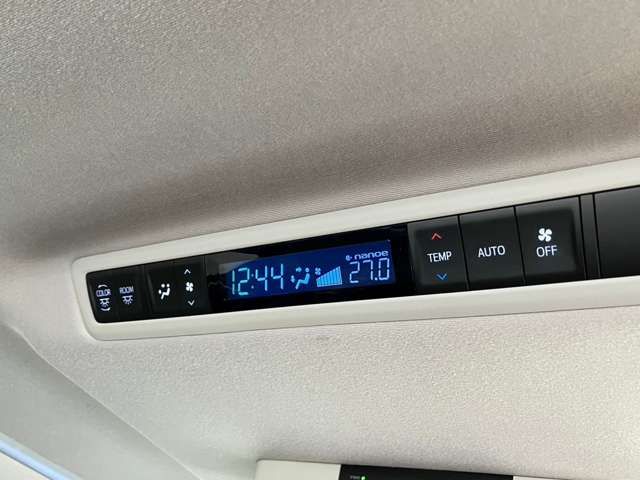 COLOR
ROOM
12:44
nanoe
27.0
TEMP
AUTO
OFF